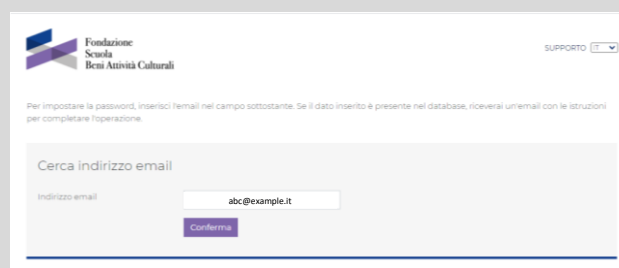 Fondazione
Scuola
Beni Attività Culturali
SUPPORTO IT
Per impostare la password, inserisci l'email nel campo sottostante. Se il dato inserito è presente nel database, riceverai un'email con le istruzioni
per completare l'operazione.
Cerca indirizzo email
Indirizzo email
abc@example.it
Conferma